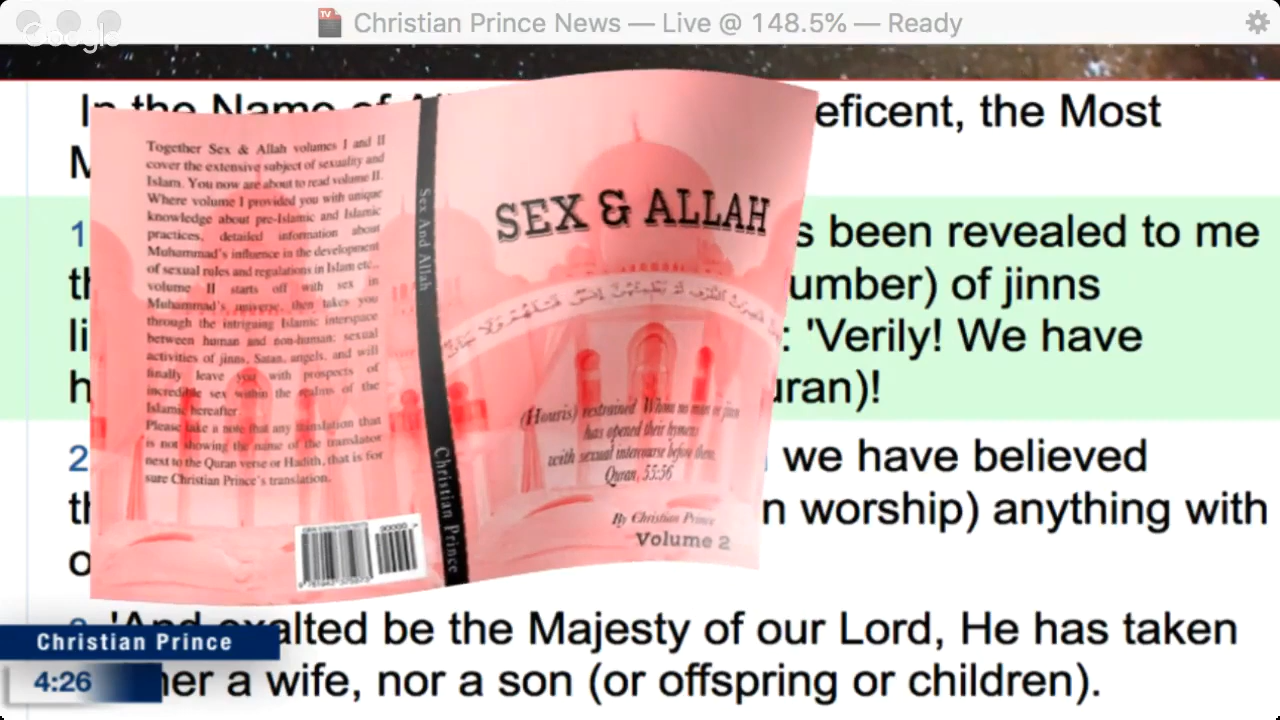 Google
Christian Prince News — Live @ 148.5% — Ready
In the Name of eficent, the Most
M
1 s been revealed to me
th umber) of jinns
li : 'Verily! We have
h uran)!
2 we have believed
th n worship) anything with
o
'And exalted be the Majesty of our Lord, He has taken
her a wife, nor a son (or offspring or children).
Together Sex & Allah volumes I and II
cover the extensive subject of sexuality and
Islam. You now are about to read volume II.
Where volume I provided you with unique
knowledge about pre-Islamic and Islamic
practices, detailed information about
Muhammad's influence in the development
of sexual rules and regulations in Islam etc..
volume II starts off with sex in
Muhammad's universe, then takes you
through the intriguing Islamic interspace
between human and non-human: sexual
activities of jinns, Satan, angels, and will
finally leave you with prospects of
incredible sex within the realms of the
Islamic hereafter.
Please take a note that any translation that
is not showing the name of the translator
next to the Quran verse or Hadith, that is for
sure Christian Prince's translation.
Sex And Allah
Christian Prince
SEX & ALLAH
(Houris) restrained Whom no man or jinn
has opened their hymens
with sexual intercourse before them.
Quran, 55:56
By Christian Prince
Volume 2
Christian Prince
4:26